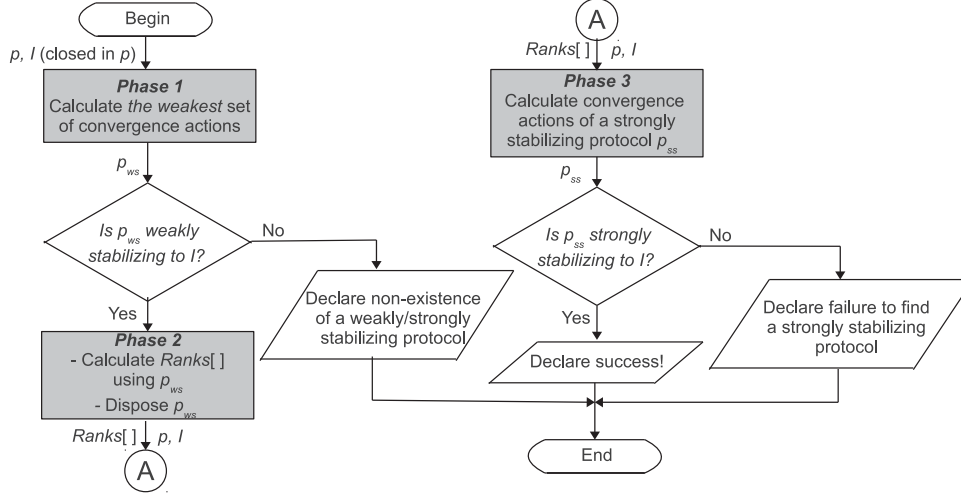 Begin
p, I (closed in p)
Phase 1
Calculate the weakest set
of convergence actions
p_ws
Is p_ws weakly
stabilizing to I?
No
Declare non-existence
of a weakly/strongly
stabilizing protocol
Yes
Phase 2
- Calculate Ranks[ ]
using p_ws
- Dispose p_ws
Ranks[ ] p, I
A
A
Ranks[ ] p, I
Phase 3
Calculate convergence
actions of a strongly
stabilizing protocol p_ss
p_ss
Is p_ss strongly
stabilizing to I?
No
Declare failure to find
a strongly stabilizing
protocol
Yes
Declare success!
End